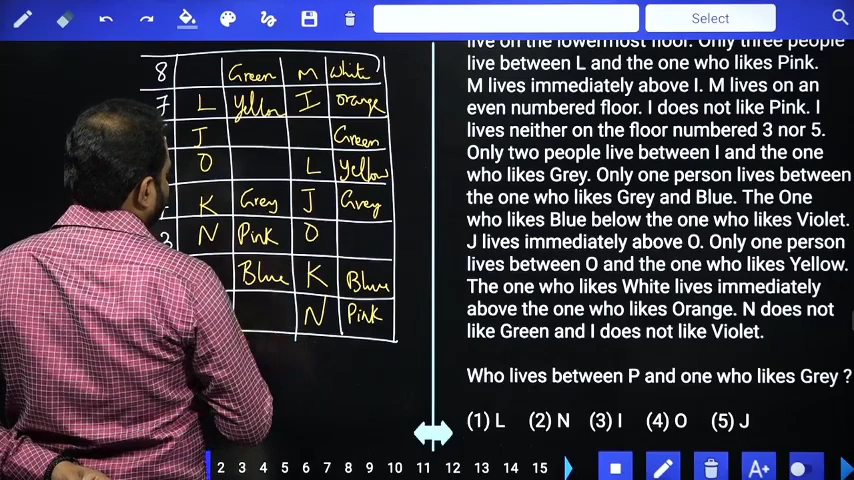 Select
live on the lowermost floor. Only three people
live between L and the one who likes Pink.
M lives immediately above I. M lives on an
even numbered floor. I does not like Pink. I
lives neither on the floor numbered 3 nor 5.
Only two people live between I and the one
who likes Grey. Only one person lives between
the one who likes Grey and Blue. The One
who likes Blue below the one who likes Violet.
J lives immediately above O. Only one person
lives between O and the one who likes Yellow.
The one who likes White lives immediately
above the one who likes Orange. N does not
like Green and I does not like Violet.
Who lives between P and one who likes Grey ?
(1) L (2) N (3) I (4) O (5) J
8 Green M White
7 L Yellow I Orange
J Green
O L Yellow
K Grey J Grey
3 N Pink O
Blue K Blue
N Pink
2 3 4 5 6 7 8 9 10 11 12 13 14 15
A+